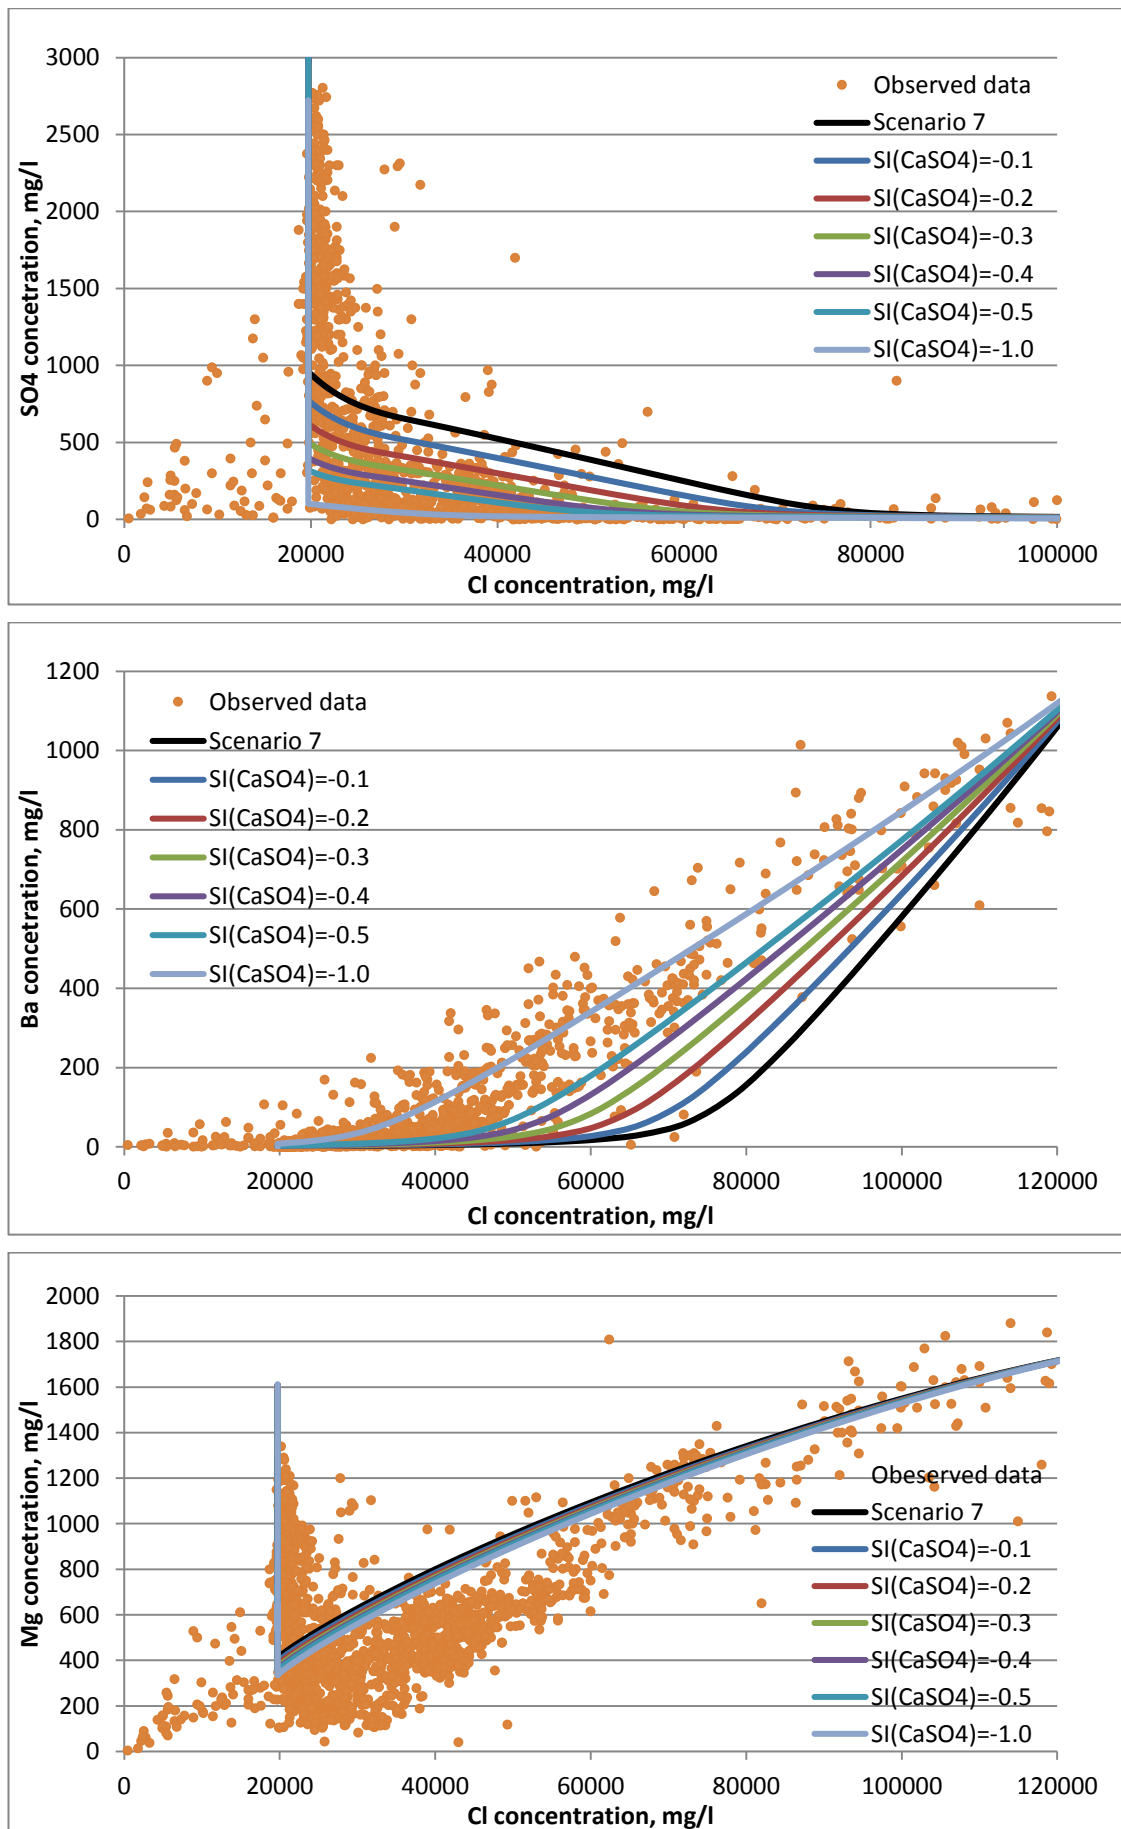 3000
2500
2000
1500
1000
500
0
SO4 concetration, mg/l
Observed data
Scenario 7
SI(CaSO4)=-0.1
SI(CaSO4)=-0.2
SI(CaSO4)=-0.3
SI(CaSO4)=-0.4
SI(CaSO4)=-0.5
SI(CaSO4)=-1.0
0 20000 40000 60000 80000 100000
Cl concentration, mg/l
1200
1000
800
600
400
200
0
Ba concetration, mg/l
Observed data
Scenario 7
SI(CaSO4)=-0.1
SI(CaSO4)=-0.2
SI(CaSO4)=-0.3
SI(CaSO4)=-0.4
SI(CaSO4)=-0.5
SI(CaSO4)=-1.0
0 20000 40000 60000 80000 100000 120000
Cl concentration, mg/l
2000
1800
1600
1400
1200
1000
800
600
400
200
0
Mg concetration, mg/l
Obeserved data
Scenario 7
SI(CaSO4)=-0.1
SI(CaSO4)=-0.2
SI(CaSO4)=-0.3
SI(CaSO4)=-0.4
SI(CaSO4)=-0.5
SI(CaSO4)=-1.0
0 20000 40000 60000 80000 100000 120000
Cl concentration, mg/l